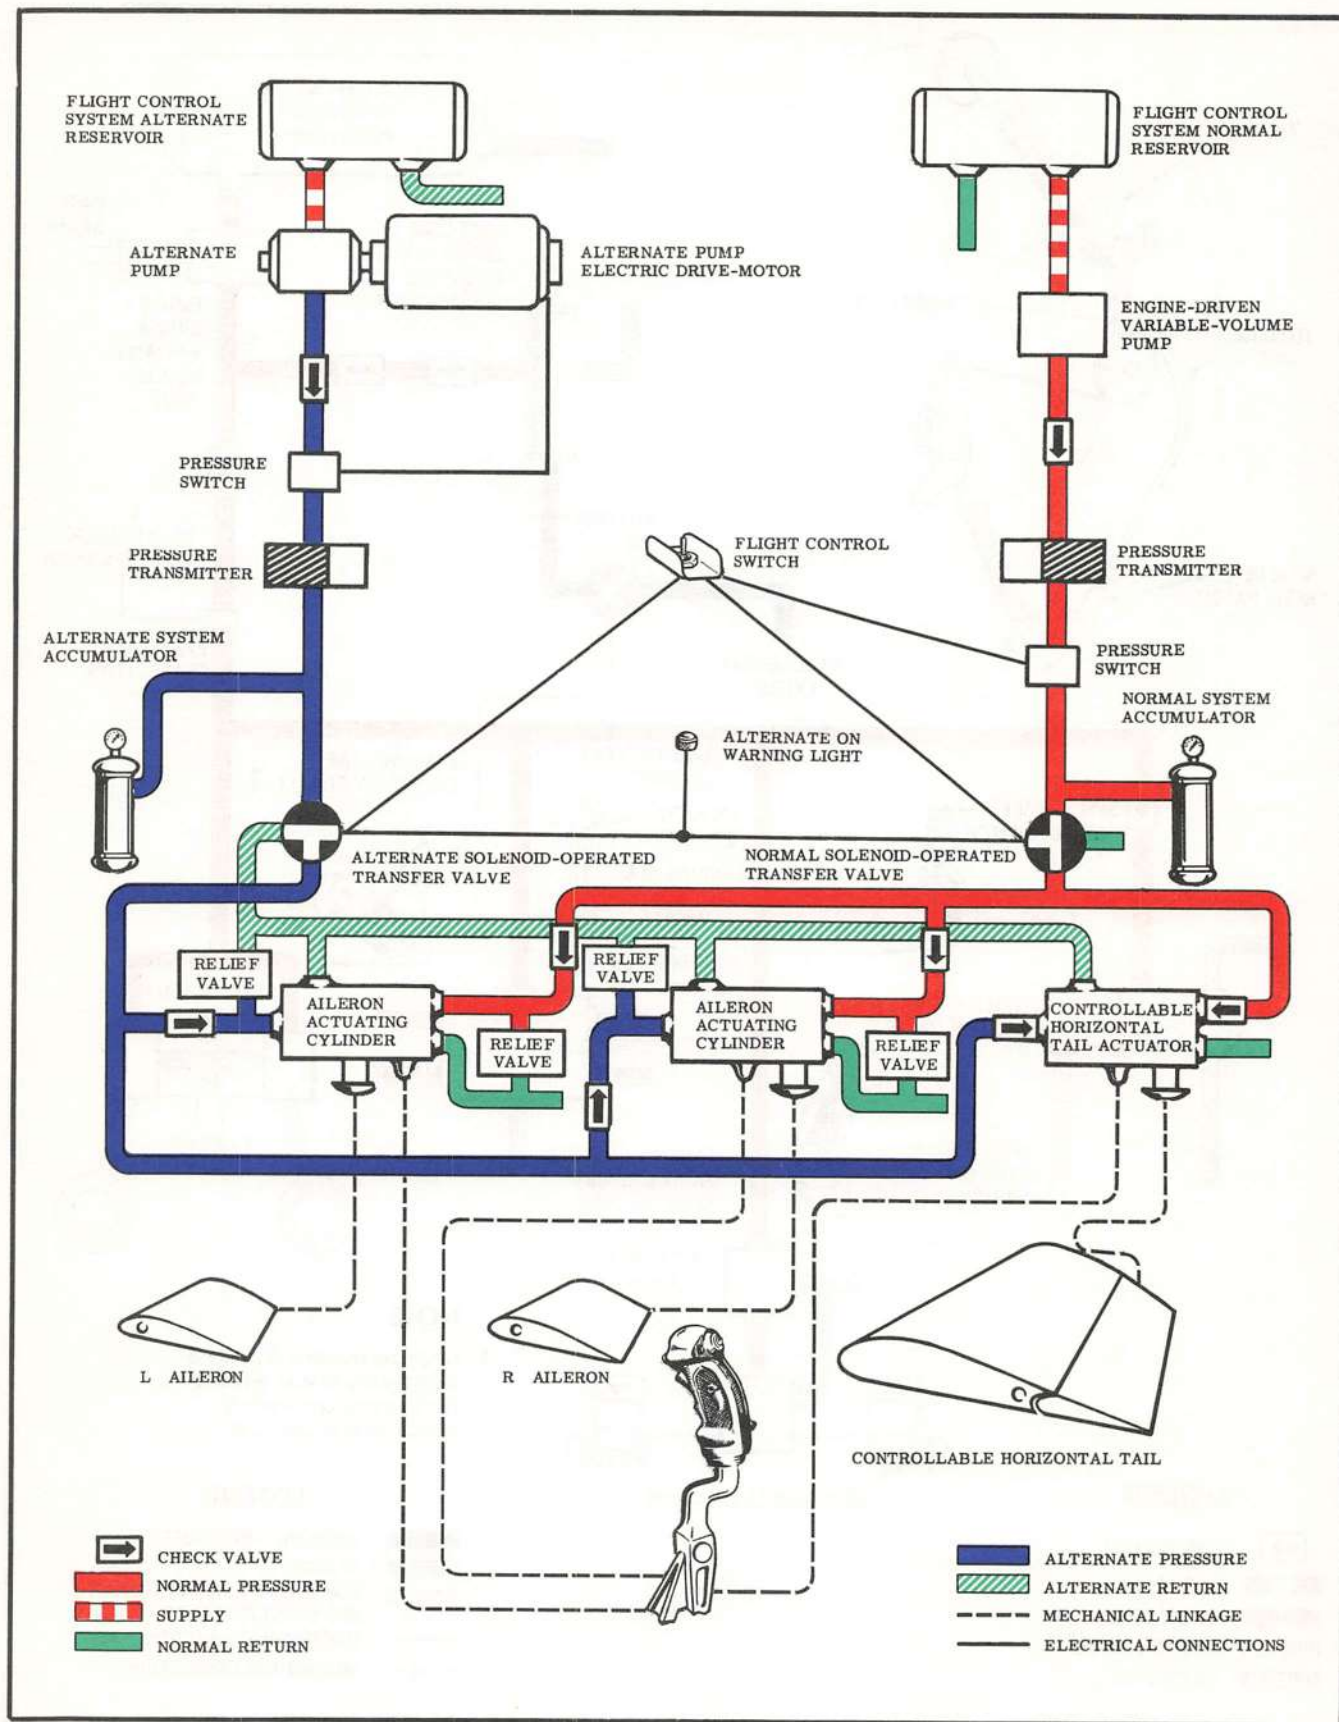 FLIGHT CONTROL
SYSTEM ALTERNATE
RESERVOIR
FLIGHT CONTROL
SYSTEM NORMAL
RESERVOIR
ALTERNATE
PUMP
ALTERNATE PUMP
ELECTRIC DRIVE-MOTOR
ENGINE-DRIVEN
VARIABLE-VOLUME
PUMP
PRESSURE
SWITCH
PRESSURE
TRANSMITTER
FLIGHT CONTROL
SWITCH
PRESSURE
TRANSMITTER
ALTERNATE SYSTEM
ACCUMULATOR
PRESSURE
SWITCH
NORMAL SYSTEM
ACCUMULATOR
ALTERNATE ON
WARNING LIGHT
ALTERNATE SOLENOID-OPERATED
TRANSFER VALVE
NORMAL SOLENOID-OPERATED
TRANSFER VALVE
RELIEF
VALVE
RELIEF
VALVE
AILERON
ACTUATING
CYLINDER
RELIEF
VALVE
AILERON
ACTUATING
CYLINDER
RELIEF
VALVE
CONTROLLABLE
HORIZONTAL
TAIL ACTUATOR
L AILERON
R AILERON
CONTROLLABLE HORIZONTAL TAIL
CHECK VALVE
NORMAL PRESSURE
SUPPLY
NORMAL RETURN
ALTERNATE PRESSURE
ALTERNATE RETURN
MECHANICAL LINKAGE
ELECTRICAL CONNECTIONS